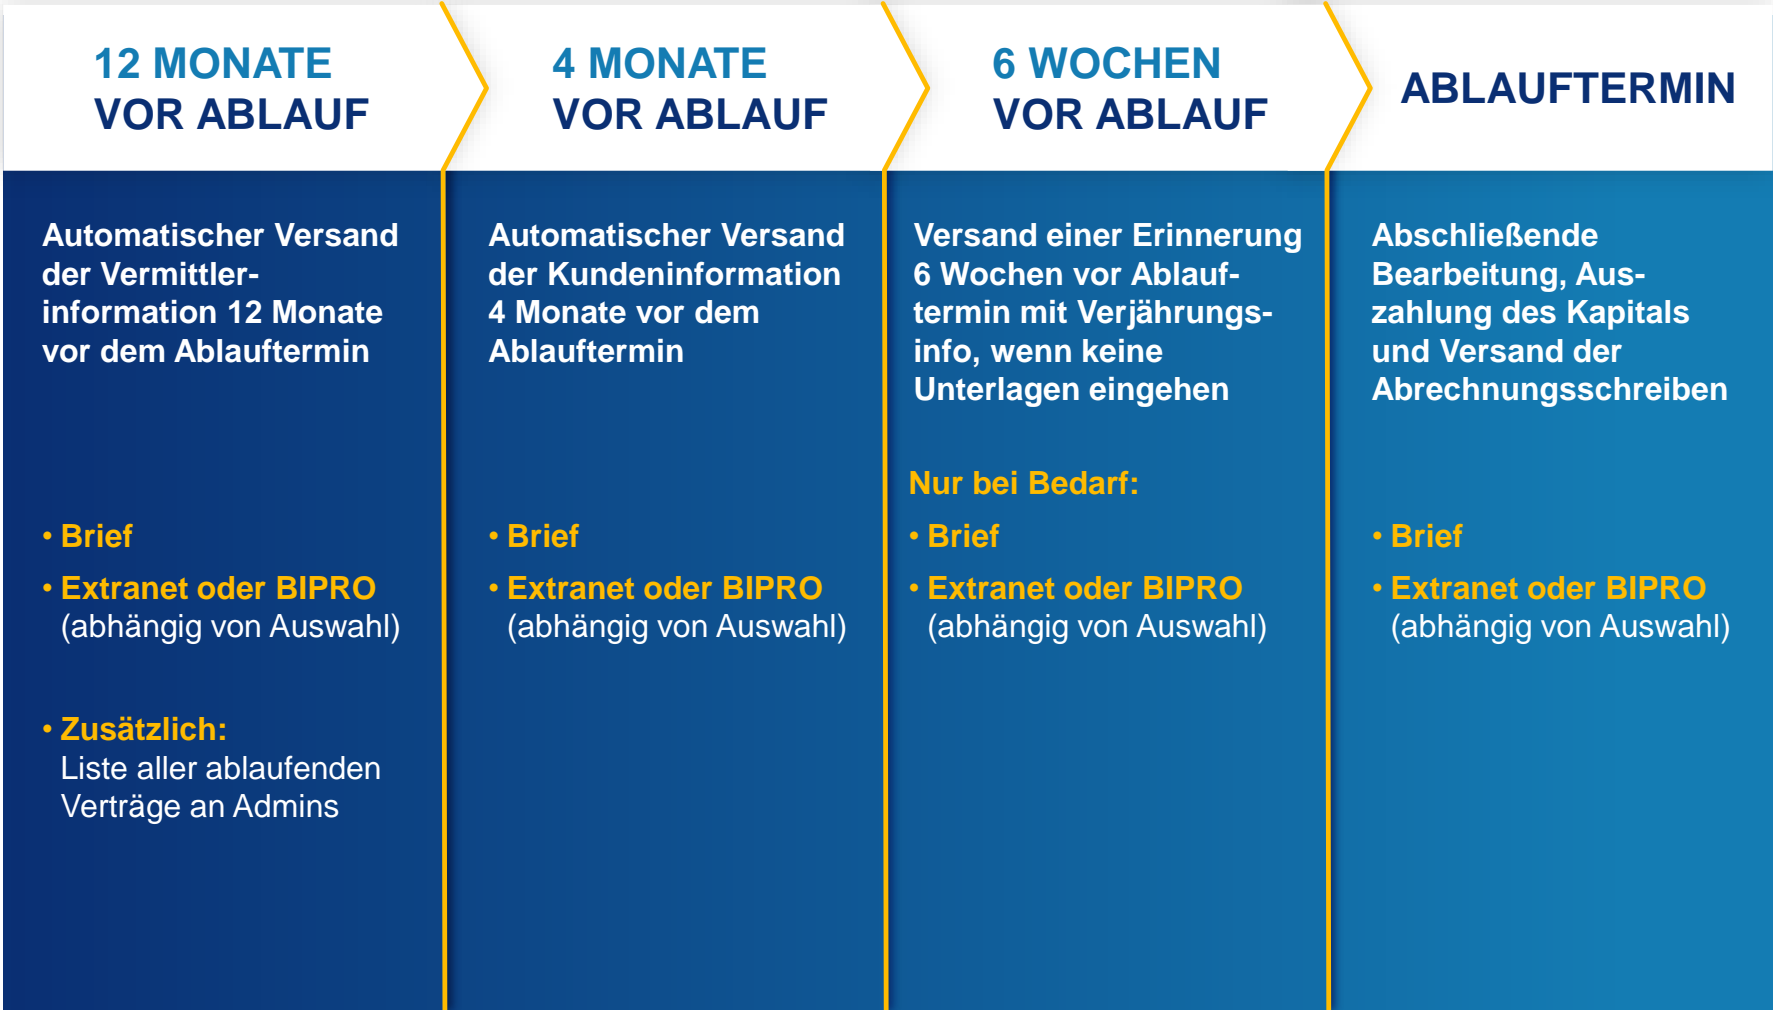 12 MONATE
VOR ABLAUF
4 MONATE
VOR ABLAUF
6 WOCHEN
VOR ABLAUF
ABLAUFTERMIN
Automatischer Versand
der Vermittler-
information 12 Monate
vor dem Ablauftermin
• Brief
• Extranet oder BIPRO
(abhängig von Auswahl)
• Zusätzlich:
Liste aller ablaufenden
Verträge an Admins
Automatischer Versand
der Kundeninformation
4 Monate vor dem
Ablauftermin
• Brief
• Extranet oder BIPRO
(abhängig von Auswahl)
Versand einer Erinnerung
6 Wochen vor Ablauf-
termin mit Verjährungs-
info, wenn keine
Unterlagen eingehen
Nur bei Bedarf:
• Brief
• Extranet oder BIPRO
(abhängig von Auswahl)
Abschließende
Bearbeitung, Aus-
zahlung des Kapitals
und Versand der
Abrechnungsschreiben
• Brief
• Extranet oder BIPRO
(abhängig von Auswahl)